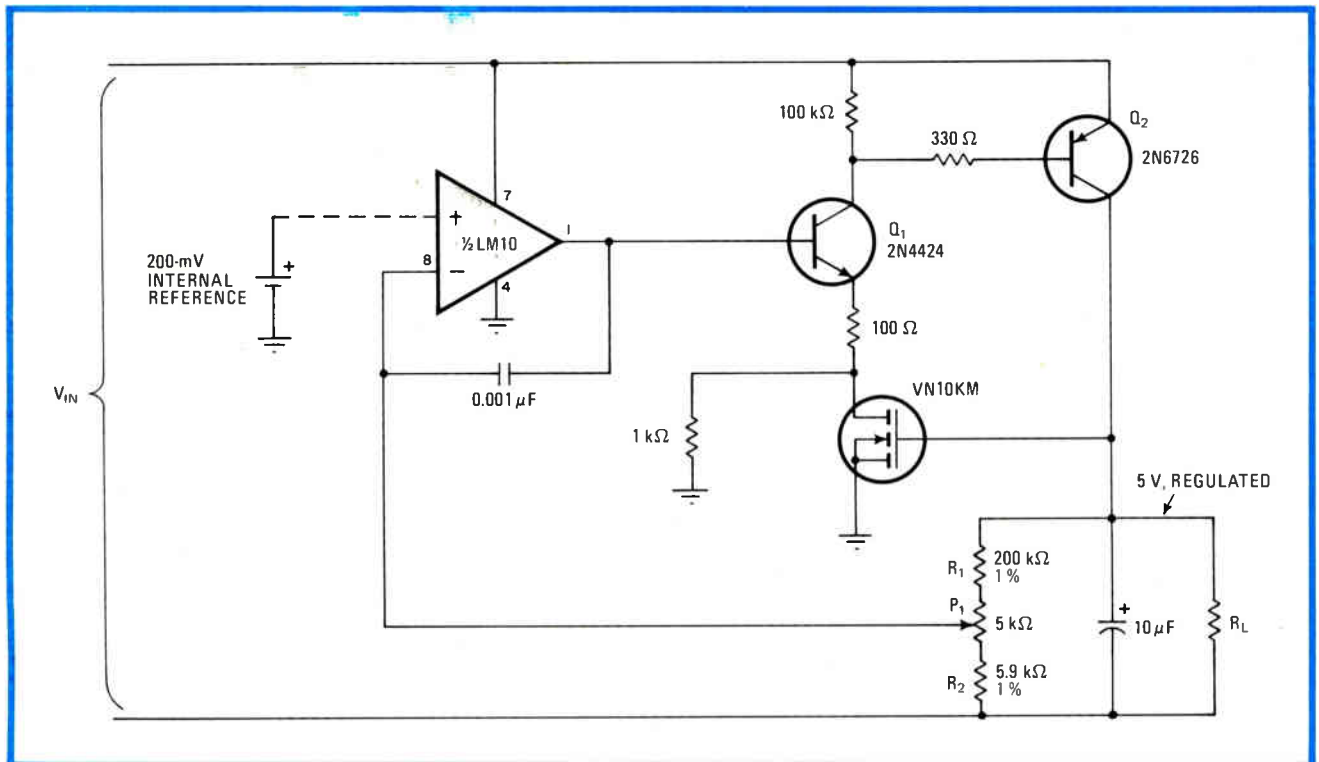 100 kΩ
330 Ω
Q2
2N6726
+
7
½ LM10
1
8
−
4
200-mV
INTERNAL
REFERENCE
+
Q1
2N4424
100 Ω
0.001 μF
VIN
1 kΩ
VN10KM
5 V, REGULATED
R1
200 kΩ
1%
P1
5 kΩ
R2
5.9 kΩ
1%
+
10 μF
RL